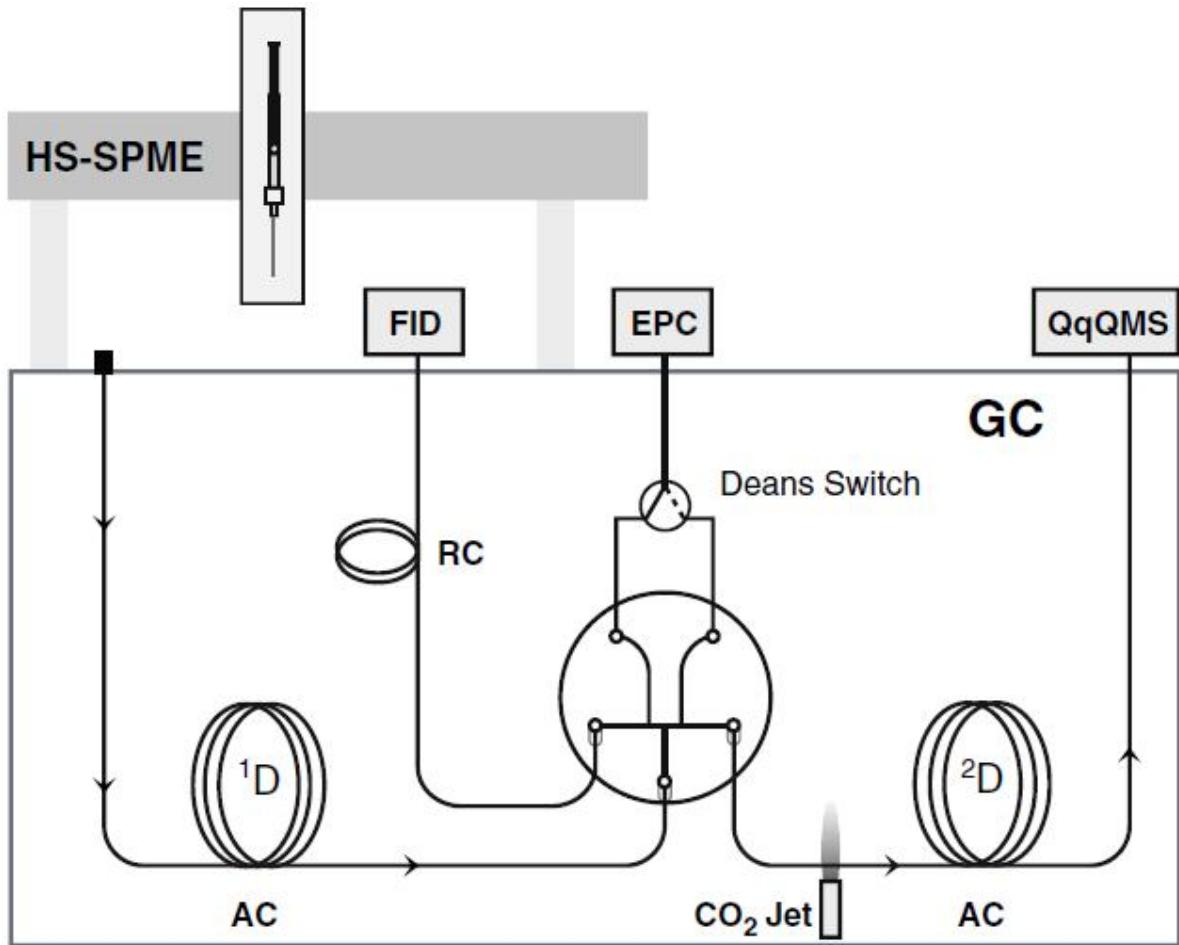 HS-SPME
FID
EPC
QqQMS
GC
Deans Switch
RC
¹D
²D
AC
CO₂ Jet
AC